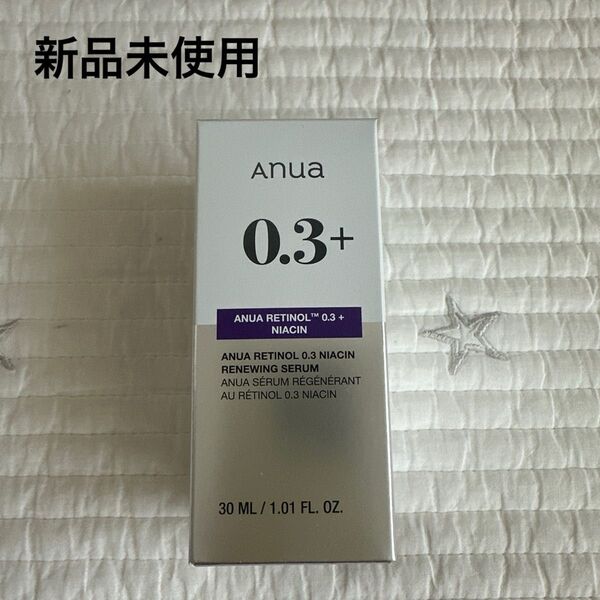 新品未使用
Anua
0.3+
ANUA RETINOL™ 0.3 +
NIACIN
ANUA RETINOL 0.3 NIACIN
RENEWING SERUM
ANUA SÉRUM RÉGÉNÉRANT
AU RÉTINOL 0.3 NIACIN
30 ML / 1.01 FL. OZ.